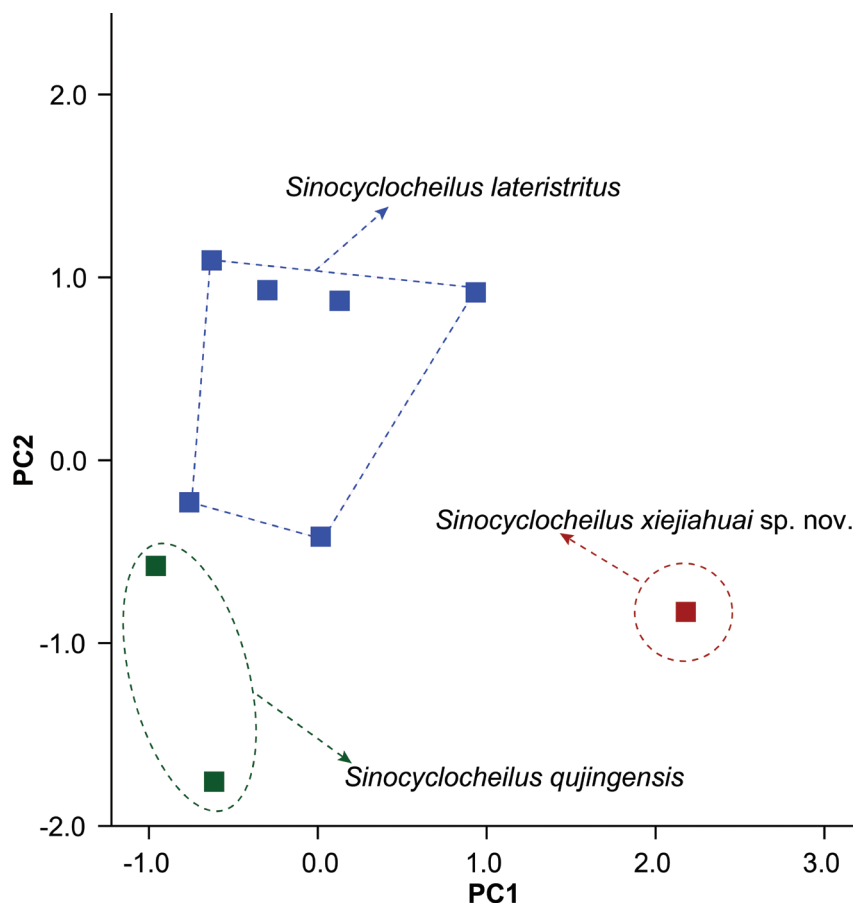 2.0
Sinocyclocheilus lateristritus
1.0
PC2
0.0
Sinocyclocheilus xiejiahuai sp. nov.
-1.0
Sinocyclocheilus qujingensis
-2.0
-1.0 0.0 1.0 2.0 3.0
PC1